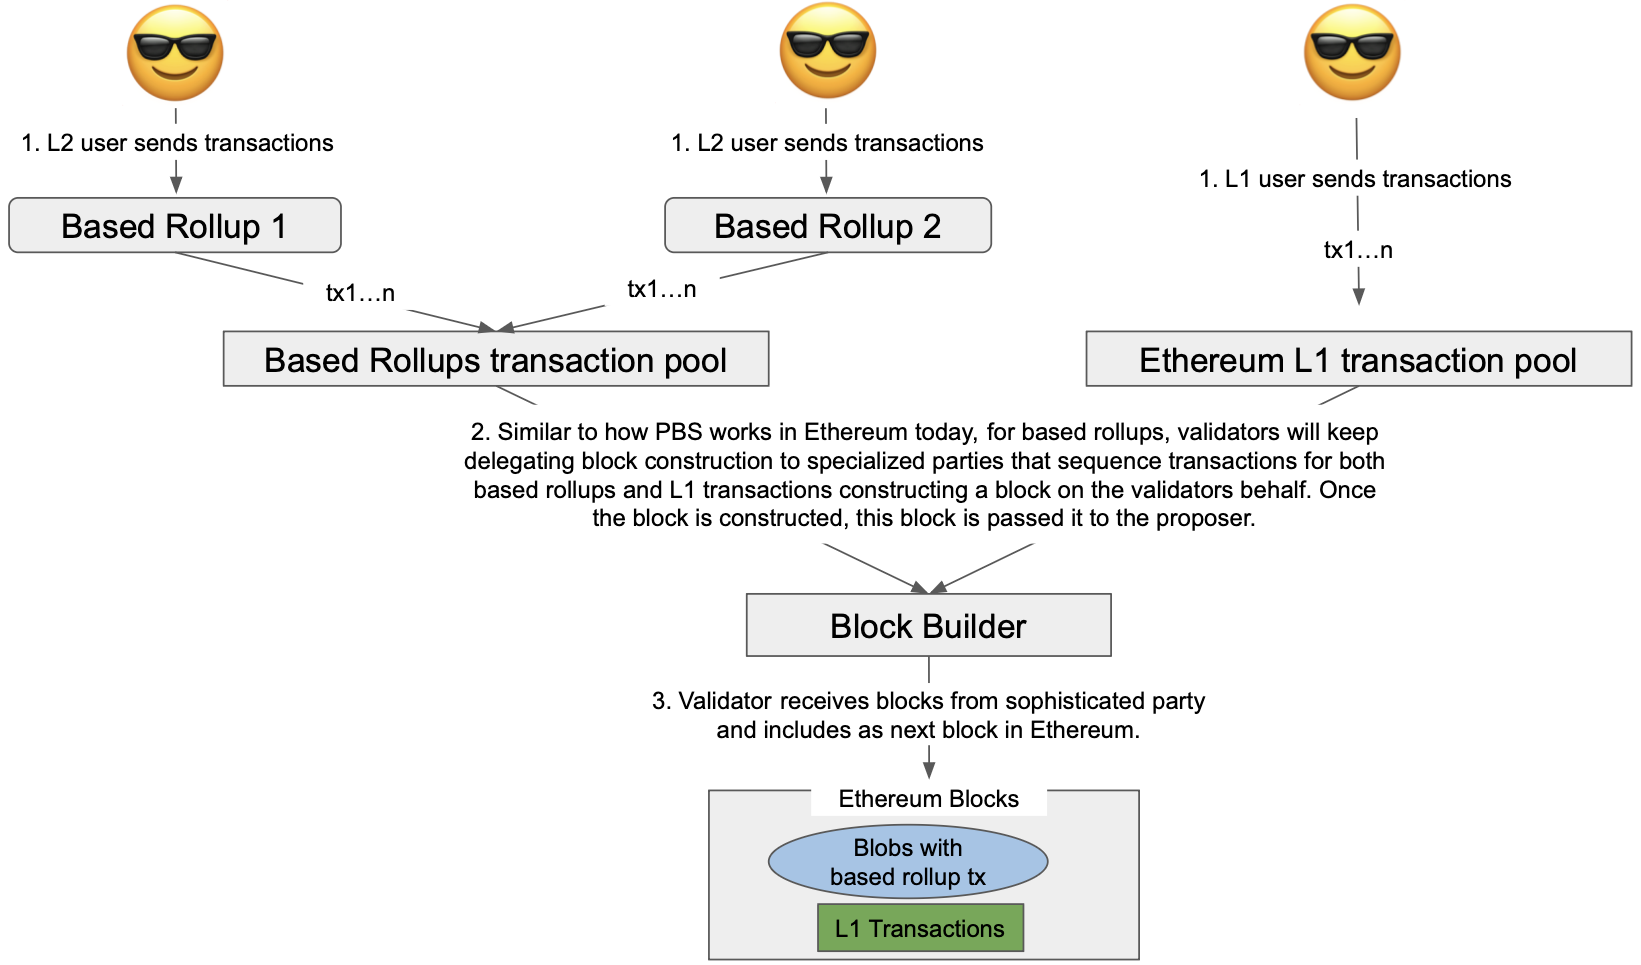 1. L2 user sends transactions
1. L2 user sends transactions
1. L1 user sends transactions
Based Rollup 1
Based Rollup 2
tx1…n
tx1…n
tx1…n
Based Rollups transaction pool
Ethereum L1 transaction pool
2. Similar to how PBS works in Ethereum today, for based rollups, validators will keep
delegating block construction to specialized parties that sequence transactions for both
based rollups and L1 transactions constructing a block on the validators behalf. Once
the block is constructed, this block is passed it to the proposer.
Block Builder
3. Validator receives blocks from sophisticated party
and includes as next block in Ethereum.
Ethereum Blocks
Blobs with
based rollup tx
L1 Transactions